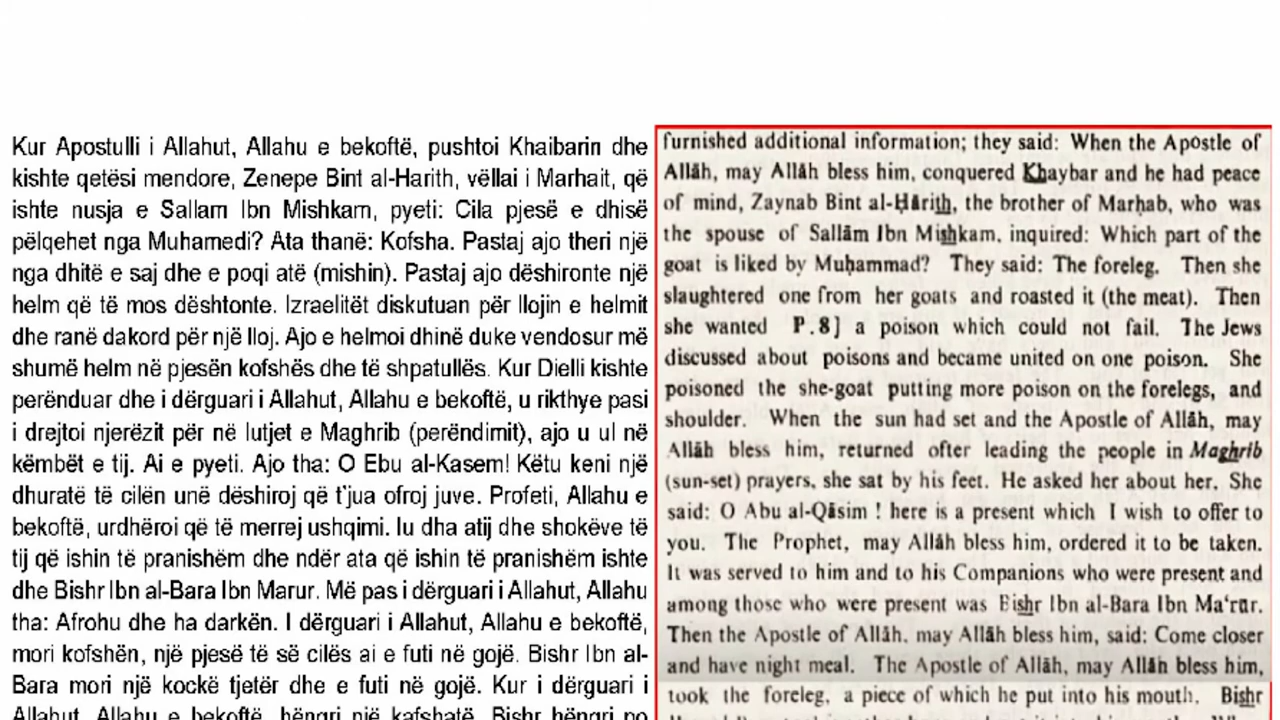 Kur Apostulli i Allahut, Allahu e bekoftë, pushtoi Khaibarin dhe
kishte qetësi mendore, Zenepe Bint al-Harith, vëllai i Marhait, që
ishte nusja e Sallam Ibn Mishkam, pyeti: Cila pjesë e dhisë
pëlqehet nga Muhamedi? Ata thanë: Kofsha. Pastaj ajo theri një
nga dhitë e saj dhe e poqi atë (mishin). Pastaj ajo dëshironte një
helm që të mos dështonte. Izraelitët diskutuan për llojin e helmit
dhe ranë dakord për një lloj. Ajo e helmoi dhinë duke vendosur më
shumë helm në pjesën kofshës dhe të shpatullës. Kur Dielli kishte
perënduar dhe i dërguari i Allahut, Allahu e bekoftë, u rikthye pasi
i drejtoi njerëzit për në lutjet e Maghrib (perëndimit), ajo u ul në
këmbët e tij. Ai e pyeti. Ajo tha: O Ebu al-Kasem! Këtu keni një
dhuratë të cilën unë dëshiroj që t'jua ofroj juve. Profeti, Allahu e
bekoftë, urdhëroi që të merrej ushqimi. Iu dha atij dhe shokëve të
tij që ishin të pranishëm dhe ndër ata që ishin të pranishëm ishte
dhe Bishr Ibn al-Bara Ibn Marur. Më pas i dërguari i Allahut, Allahu
tha: Afrohu dhe ha darkën. I dërguari i Allahut, Allahu e bekoftë,
mori kofshën, një pjesë të së cilës ai e futi në gojë. Bishr Ibn al-
Bara mori një kockë tjetër dhe e futi në gojë. Kur i dërguari i
Allahut, Allahu e bekoftë, hëngri një kafshatë, Bishr hëngri po
furnished additional information; they said: When the Apostle of
Allāh, may Allāh bless him, conquered Khaybar and he had peace
of mind, Zaynab Bint al-Ḥārith, the brother of Marḥab, who was
the spouse of Sallām Ibn Mishkam, inquired: Which part of the
goat is liked by Muḥammad? They said: The foreleg. Then she
slaughtered one from her goats and roasted it (the meat). Then
she wanted P.8] a poison which could not fail. The Jews
discussed about poisons and became united on one poison. She
poisoned the she-goat putting more poison on the forelegs, and
shoulder. When the sun had set and the Apostle of Allāh, may
Allāh bless him, returned ofter leading the people in Maghrib
(sun-set) prayers, she sat by his feet. He asked her about her. She
said: O Abu al-Qāsim ! here is a present which I wish to offer to
you. The Prophet, may Allāh bless him, ordered it to be taken.
It was served to him and to his Companions who were present and
among those who were present was Bishr Ibn al-Bara Ibn Ma'rūr.
Then the Apostle of Allāh, may Allāh bless him, said: Come closer
and have night meal. The Apostle of Allāh, may Allāh bless him,
took the foreleg, a piece of which he put into his mouth. Bishr